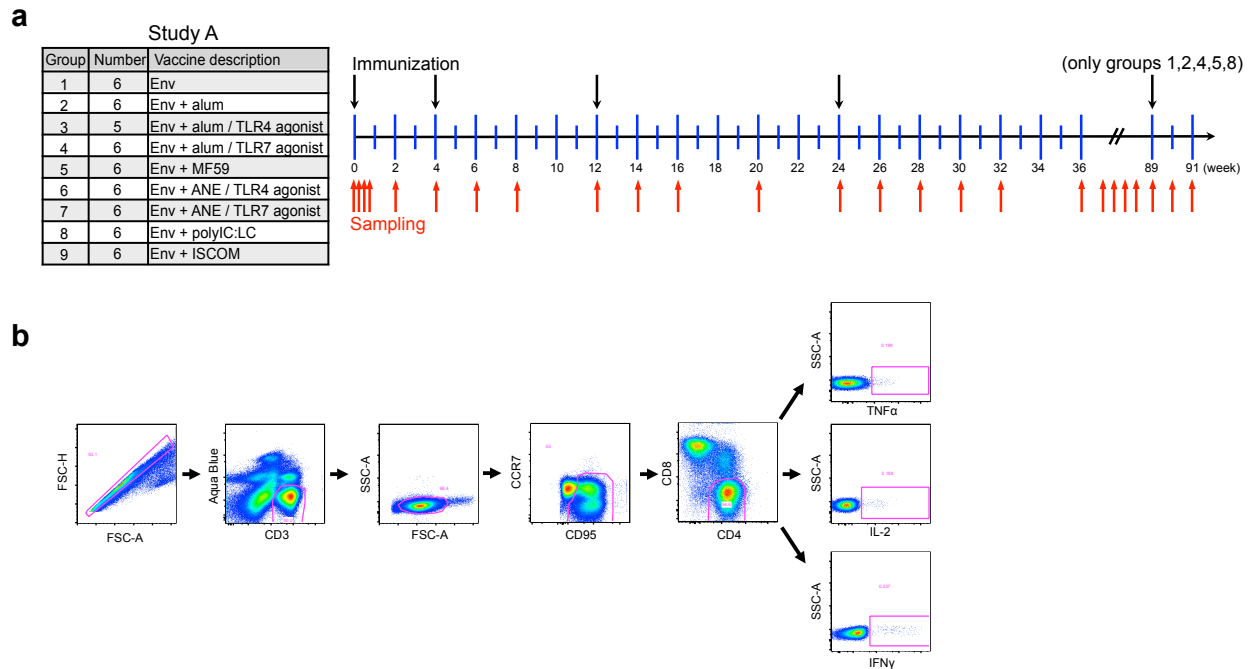 a
Study A
Group Number Vaccine description
1 6 Env
2 6 Env + alum
3 5 Env + alum / TLR4 agonist
4 6 Env + alum / TLR7 agonist
5 6 Env + MF59
6 6 Env + ANE / TLR4 agonist
7 6 Env + ANE / TLR7 agonist
8 6 Env + polyIC:LC
9 6 Env + ISCOM
Immunization
(only groups 1,2,4,5,8)
0 2 4 6 8 10 12 14 16 20 22 24 26 28 30 32 34 36 89 91 (week)
Sampling
b
FSC-H
FSC-A
Aqua Blue
CD3
SSC-A
FSC-A
CCR7
CD95
CD8
CD4
SSC-A
TNFα
SSC-A
IL-2
SSC-A
IFNγ